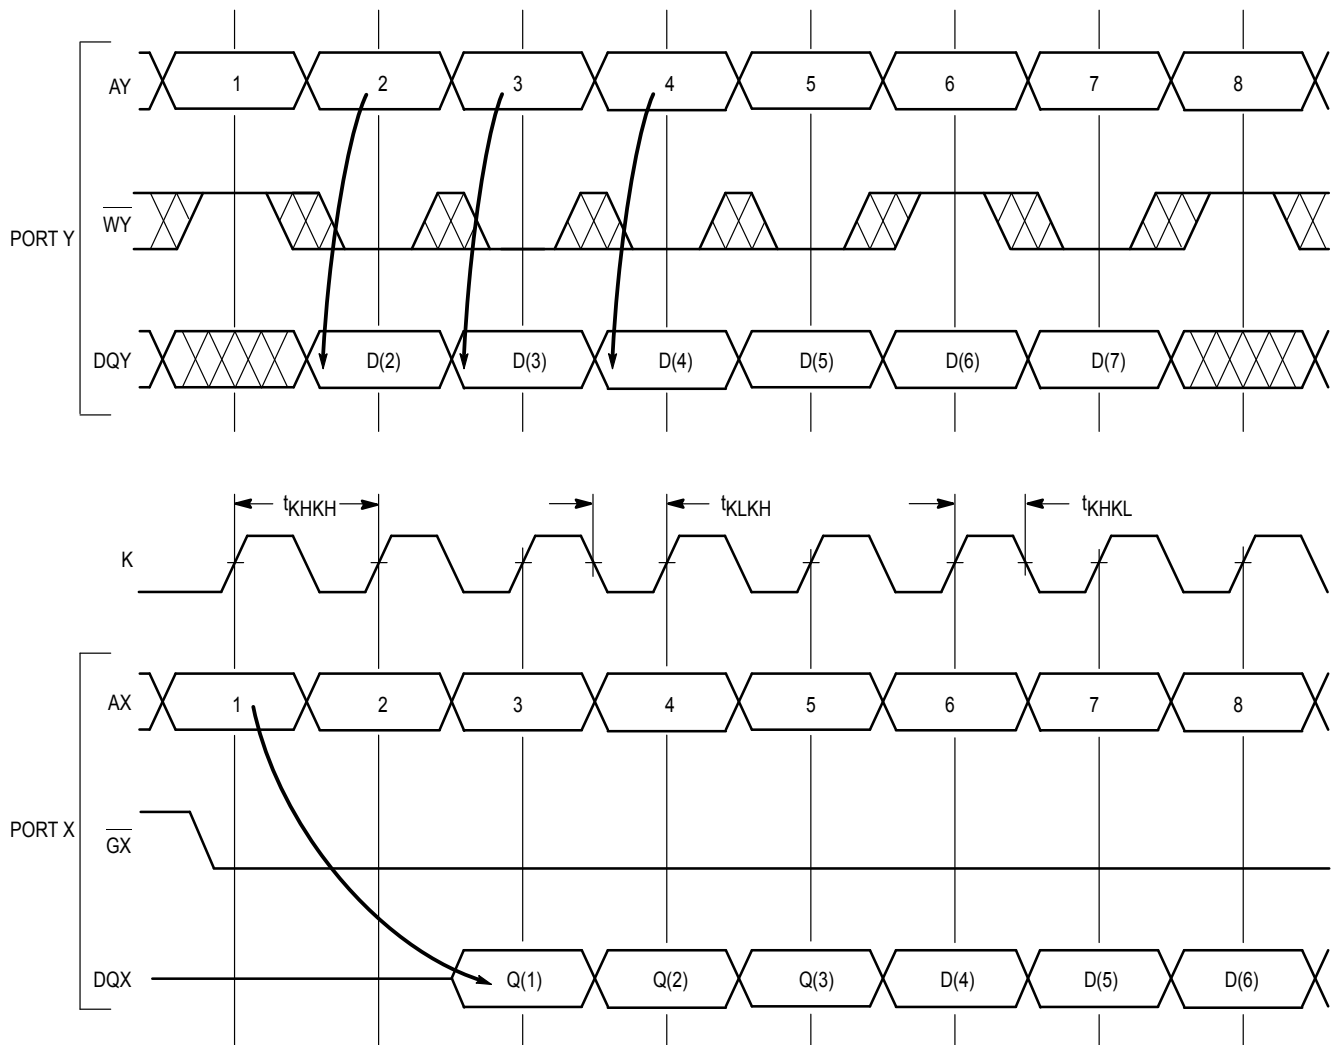 AY 1 2 3 4 5 6 7 8
PORT Y
WY
DQY D(2) D(3) D(4) D(5) D(6) D(7)
tKHKH tKLKH tKHKL
K
AX 1 2 3 4 5 6 7 8
PORT X
GX
DQX Q(1) Q(2) Q(3) D(4) D(5) D(6)